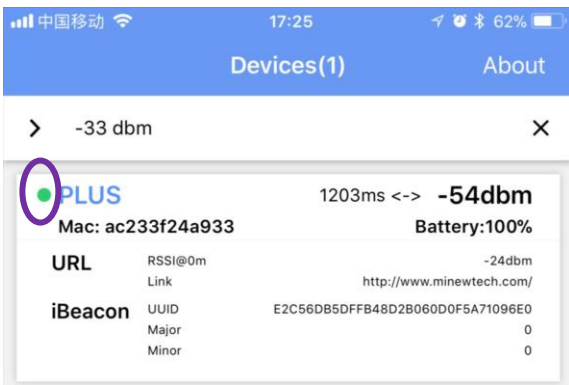 中国移动 17:25 62%
Devices(1) About
-33 dbm
PLUS 1203ms <-> -54dbm
Mac: ac233f24a933 Battery:100%
URL RSSI@0m -24dbm
Link http://www.minewtech.com/
iBeacon UUID E2C56DB5DFFB48D2B060D0F5A71096E0
Major 0
Minor 0